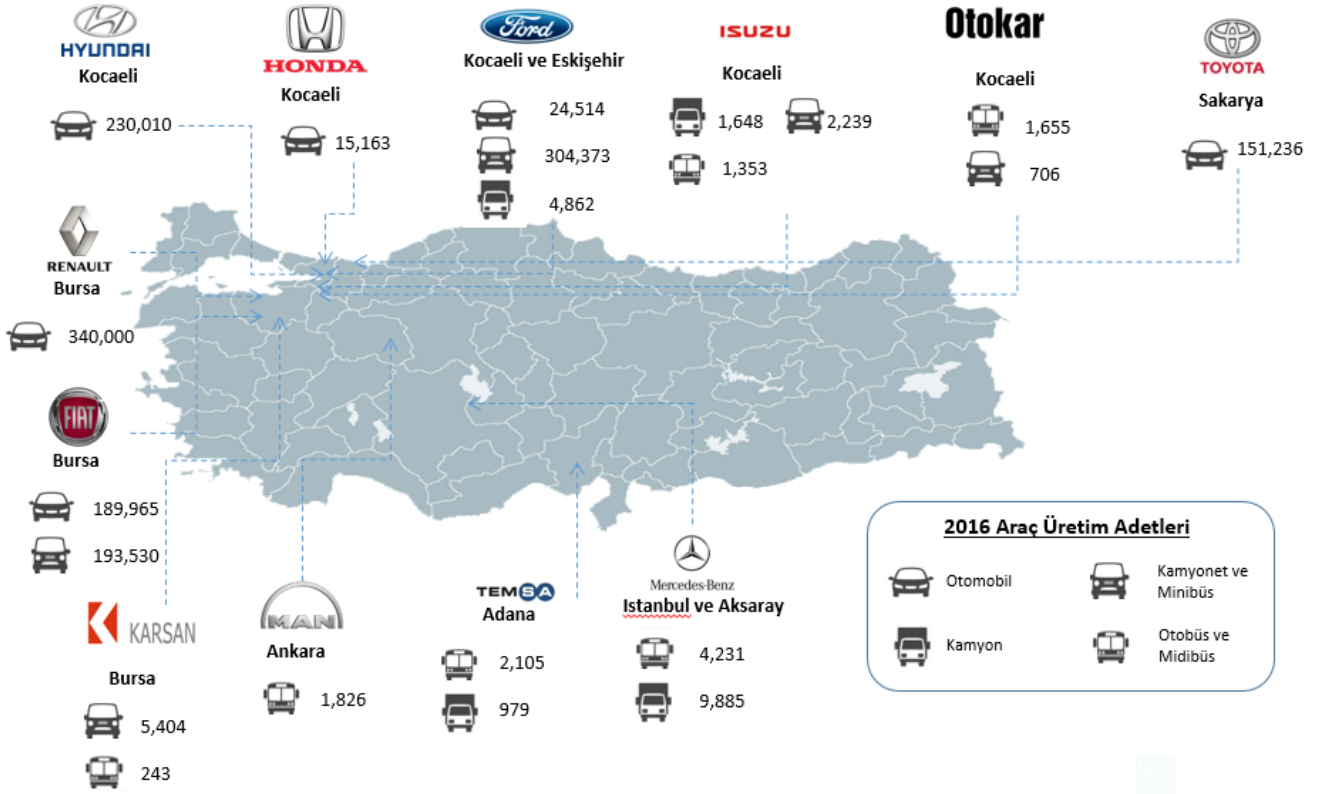 HYUNDAI
Kocaeli
230,010
HONDA
Kocaeli
15,163
Ford
Kocaeli ve Eskişehir
24,514
304,373
4,862
ISUZU
Kocaeli
1,648
2,239
1,353
Otokar
Kocaeli
1,655
706
TOYOTA
Sakarya
151,236
RENAULT
Bursa
340,000
FIAT
Bursa
189,965
193,530
KARSAN
Bursa
5,404
243
MAN
Ankara
1,826
TEMSA
Adana
2,105
979
Mercedes-Benz
Istanbul ve Aksaray
4,231
9,885
2016 Araç Üretim Adetleri
Otomobil
Kamyonet ve
Minibüs
Kamyon
Otobüs ve
Midibüs